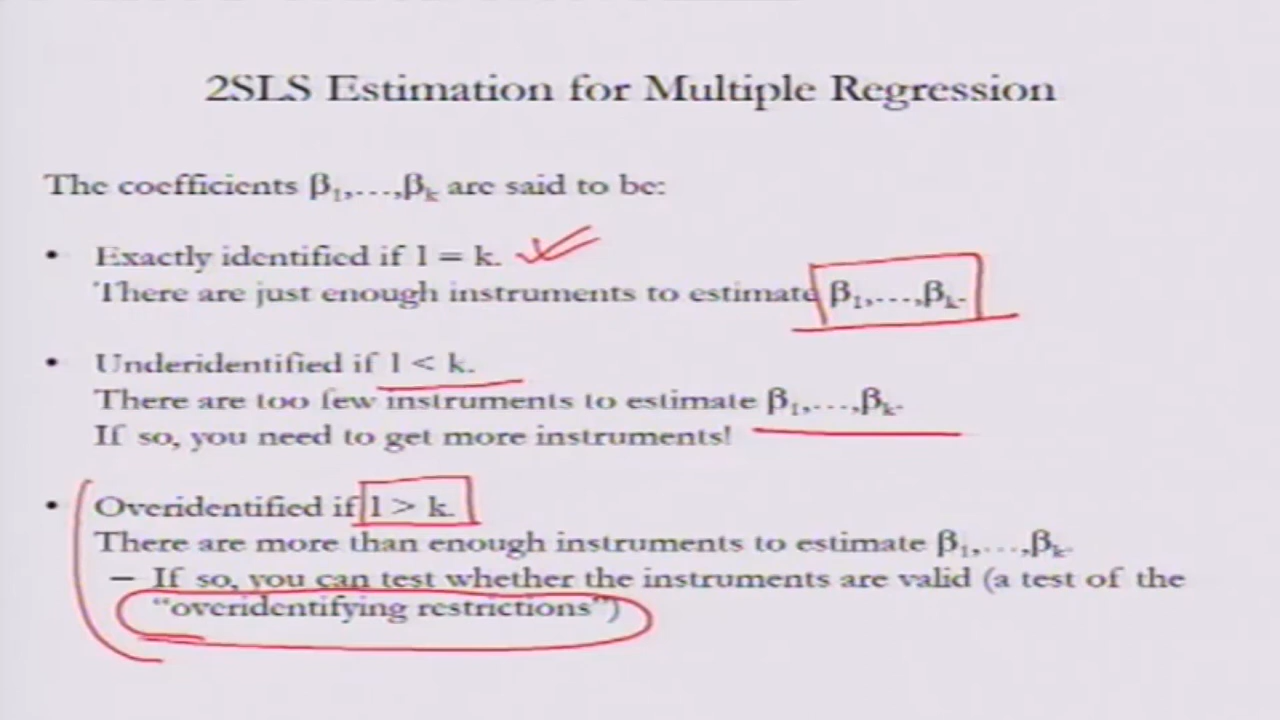 2SLS Estimation for Multiple Regression
The coefficients β₁,…,βₖ are said to be:
• Exactly identified if l = k.
There are just enough instruments to estimate β₁,…,βₖ.
• Underidentified if l < k.
There are too few instruments to estimate β₁,…,βₖ.
If so, you need to get more instruments!
• Overidentified if l > k.
There are more than enough instruments to estimate β₁,…,βₖ.
– If so, you can test whether the instruments are valid (a test of the
“overidentifying restrictions”)